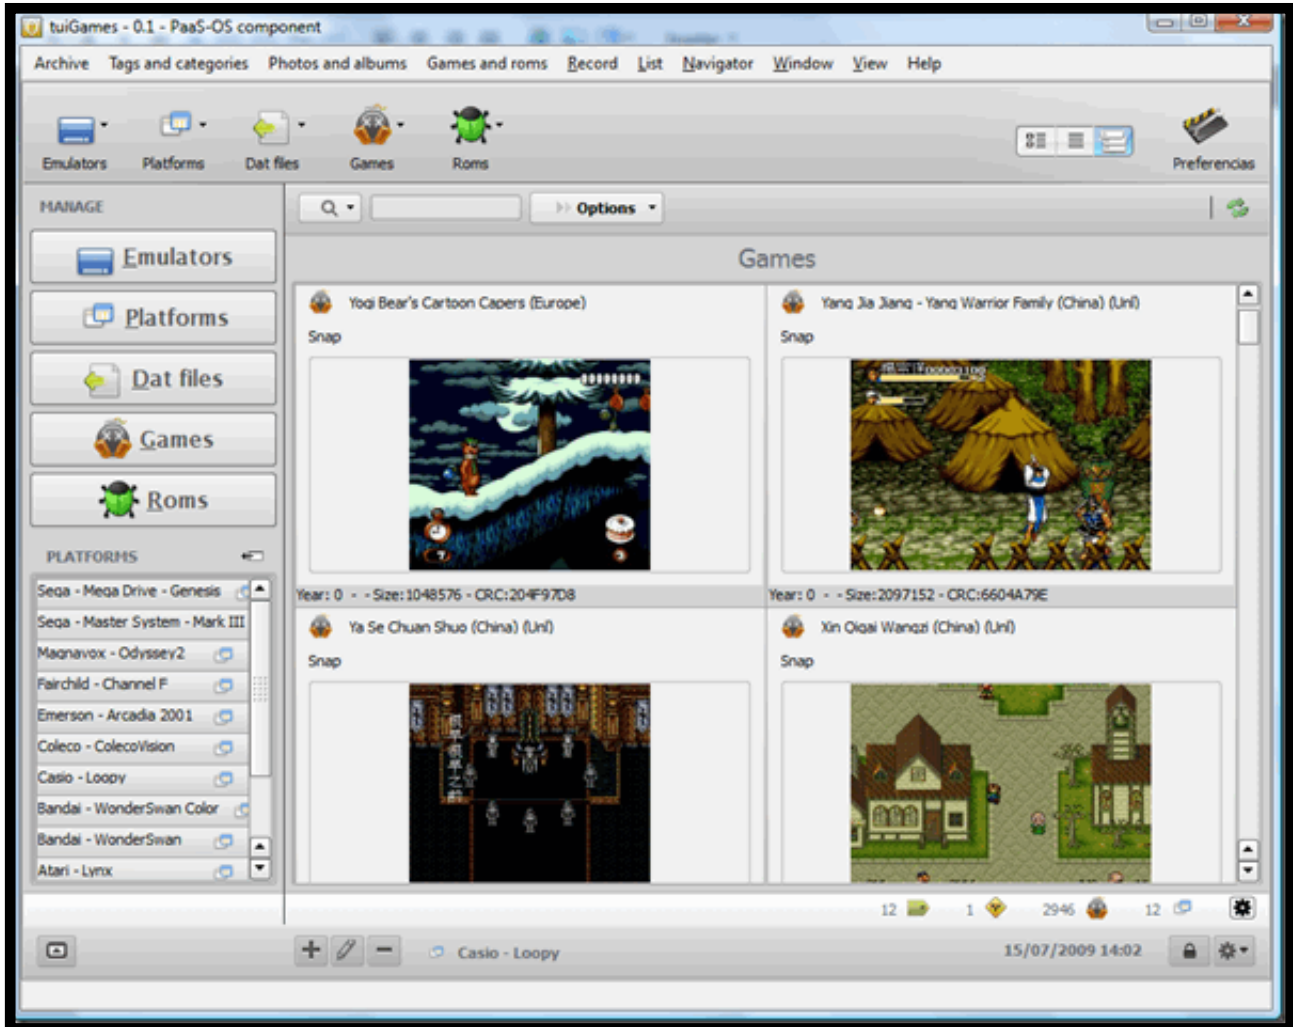 tuiGames - 0.1 - PaaS-OS component
Archive Tags and categories Photos and albums Games and roms Record List Navigator Window View Help
Emulators Platforms Dat files Games Roms Preferencias
MANAGE
Options
Emulators
Platforms
Dat files
Games
Roms
PLATFORMS
Sega - Mega Drive - Genesis
Sega - Master System - Mark III
Magnavox - Odyssey2
Fairchild - Channel F
Emerson - Arcadia 2001
Coleco - ColecoVision
Casio - Loopy
Bandai - WonderSwan Color
Bandai - WonderSwan
Atari - Lynx
Games
Yogi Bear's Cartoon Capers (Europe)
Snap
Year: 0 - - Size:1048576 - CRC:204F97D8
Yang Jia Jiang - Yang Warrior Family (China) (Unl)
Snap
Year: 0 - - Size:2097152 - CRC:6604A79E
Ya Se Chuan Shuo (China) (Unl)
Snap
Xin Qigai Wangzi (China) (Unl)
Snap
12 1 2946 12
Casio - Loopy 15/07/2009 14:02